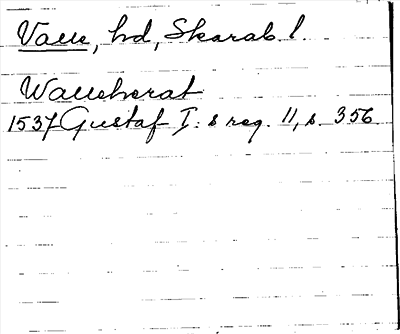 Valle, hd, Skarab. l.
Walleherat
1537 Gustaf I: s reg. 11, s. 356